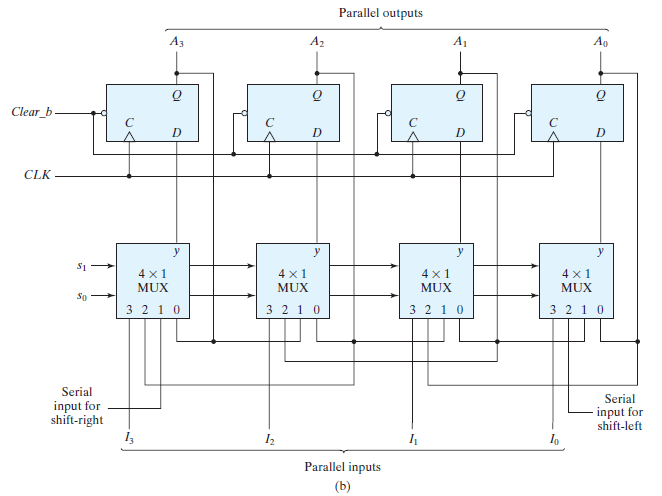 Parallel outputs
A3 A2 A1 A0
Q Q Q Q
Clear_b
C D C D C D C D
CLK
y y y y
s1
4 × 1 4 × 1 4 × 1 4 × 1
MUX MUX MUX MUX
s0
3 2 1 0 3 2 1 0 3 2 1 0 3 2 1 0
Serial
input for
shift-right
Serial
input for
shift-left
I3 I2 I1 I0
Parallel inputs
(b)